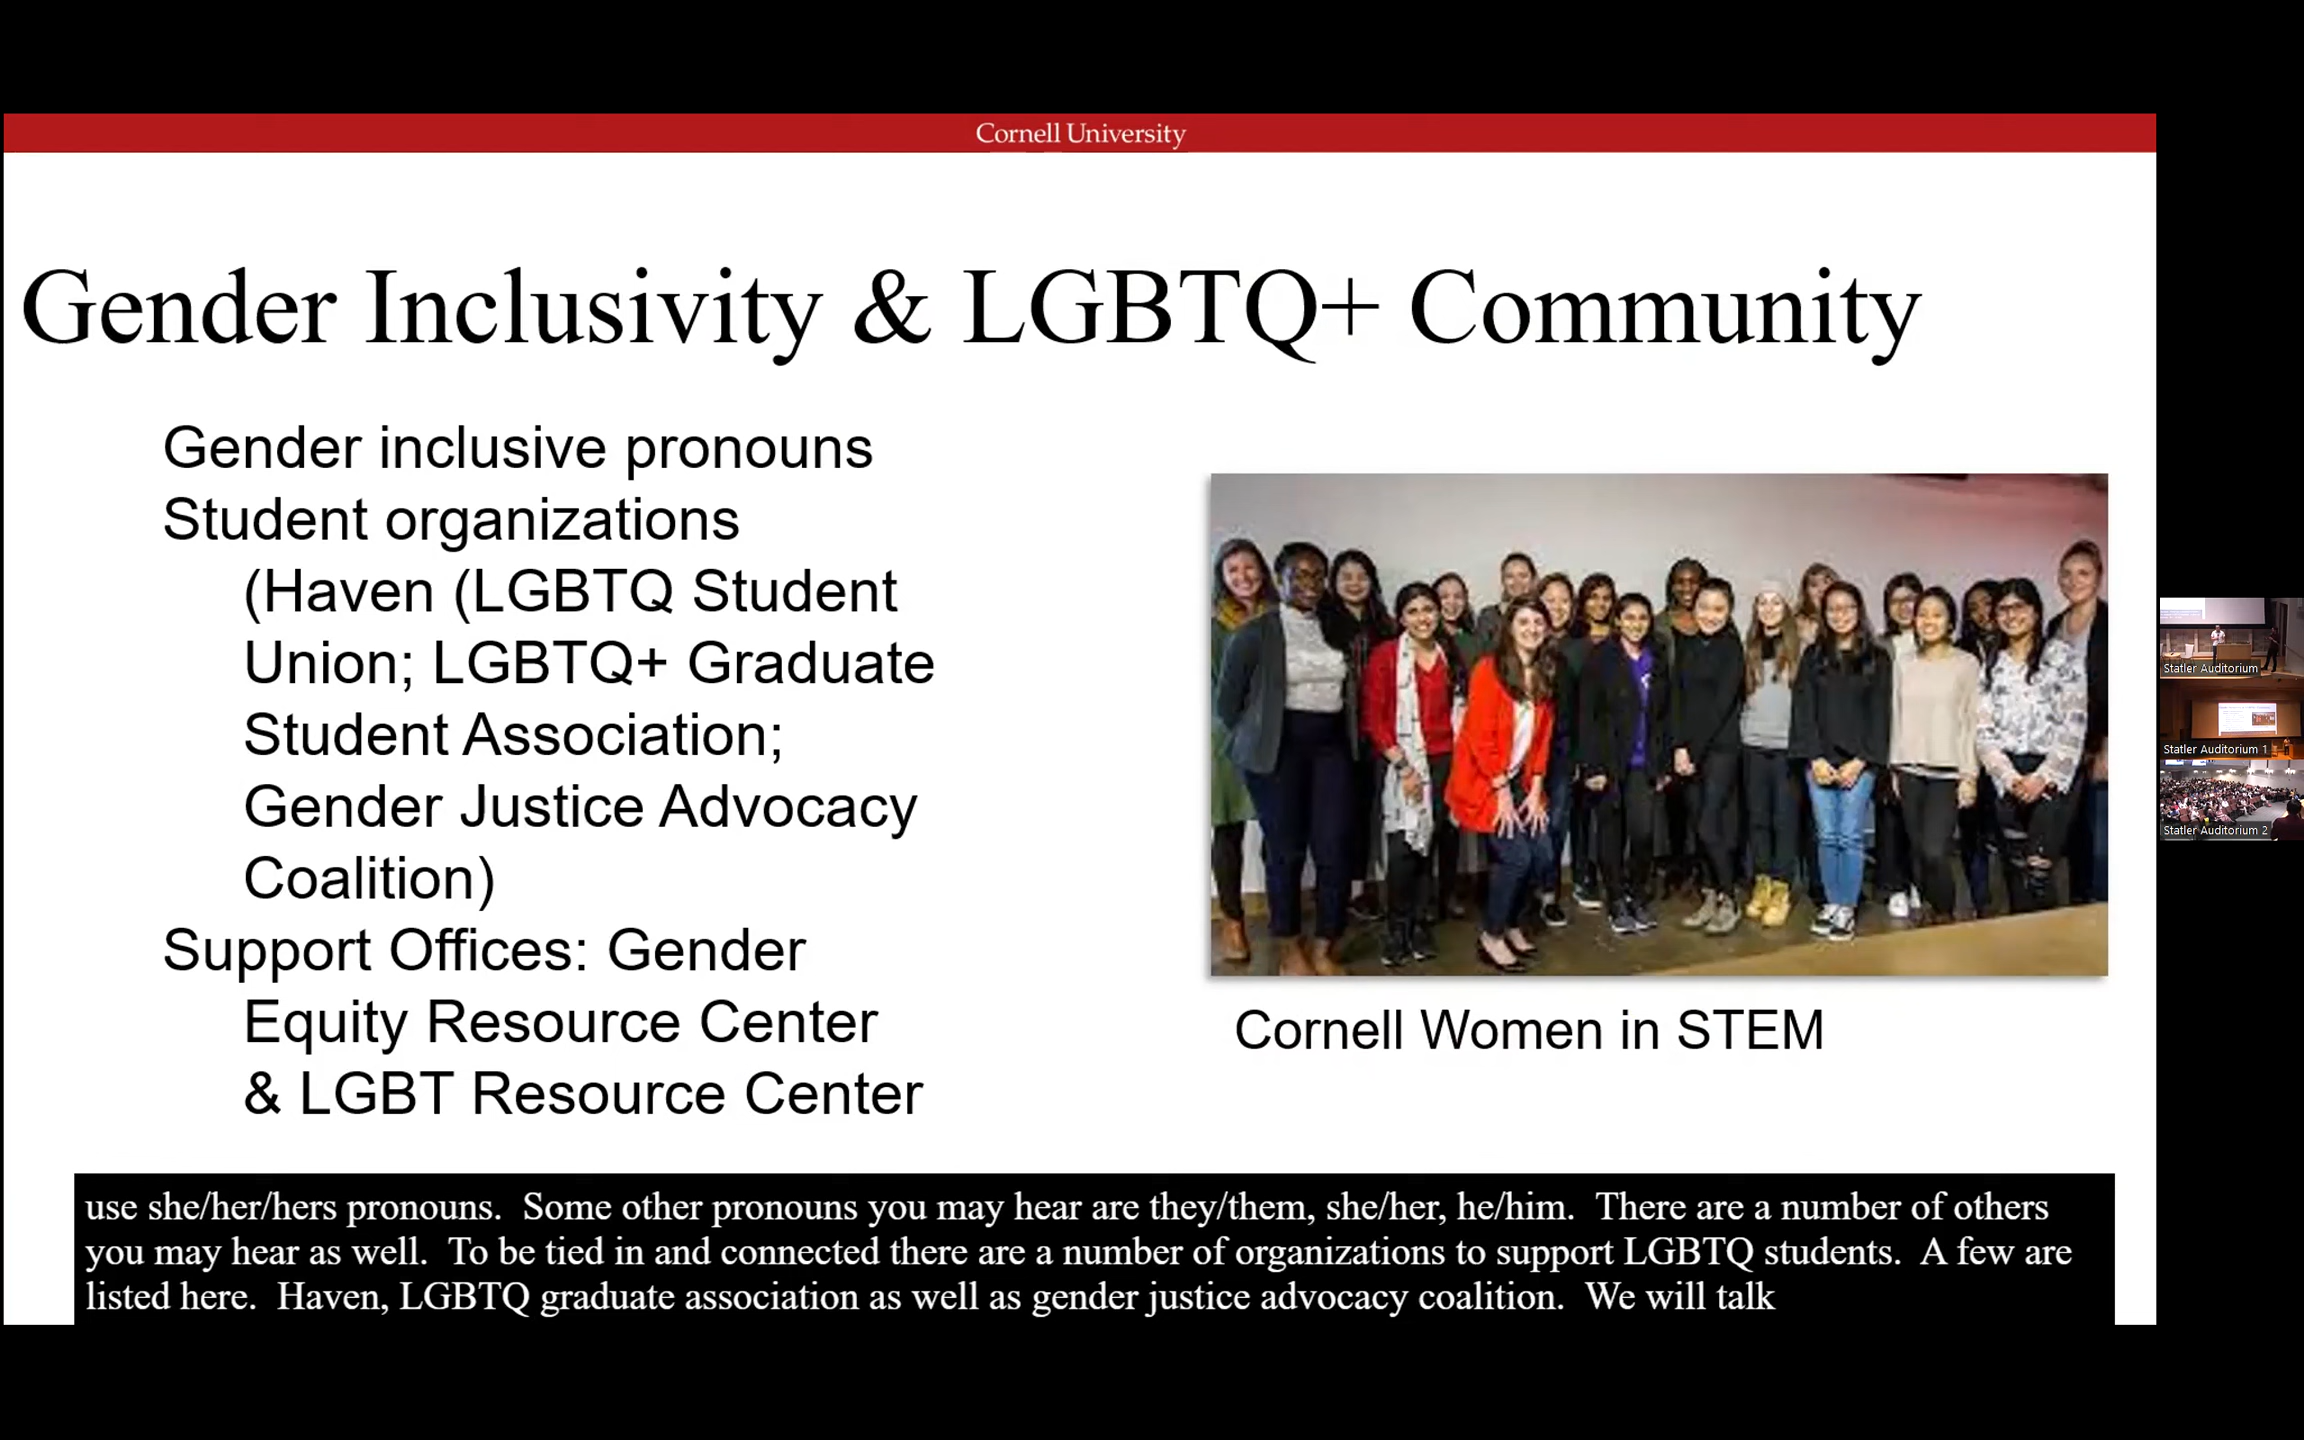 Cornell University
Gender Inclusivity & LGBTQ+ Community
Gender inclusive pronouns
Student organizations
(Haven (LGBTQ Student
Union; LGBTQ+ Graduate
Student Association;
Gender Justice Advocacy
Coalition)
Support Offices: Gender
Equity Resource Center
& LGBT Resource Center
Cornell Women in STEM
use she/her/hers pronouns.  Some other pronouns you may hear are they/them, she/her, he/him.  There are a number of others
you may hear as well.  To be tied in and connected there are a number of organizations to support LGBTQ students.  A few are
listed here.  Haven, LGBTQ graduate association as well as gender justice advocacy coalition.  We will talk
Statler Auditorium
Statler Auditorium 1
Statler Auditorium 2